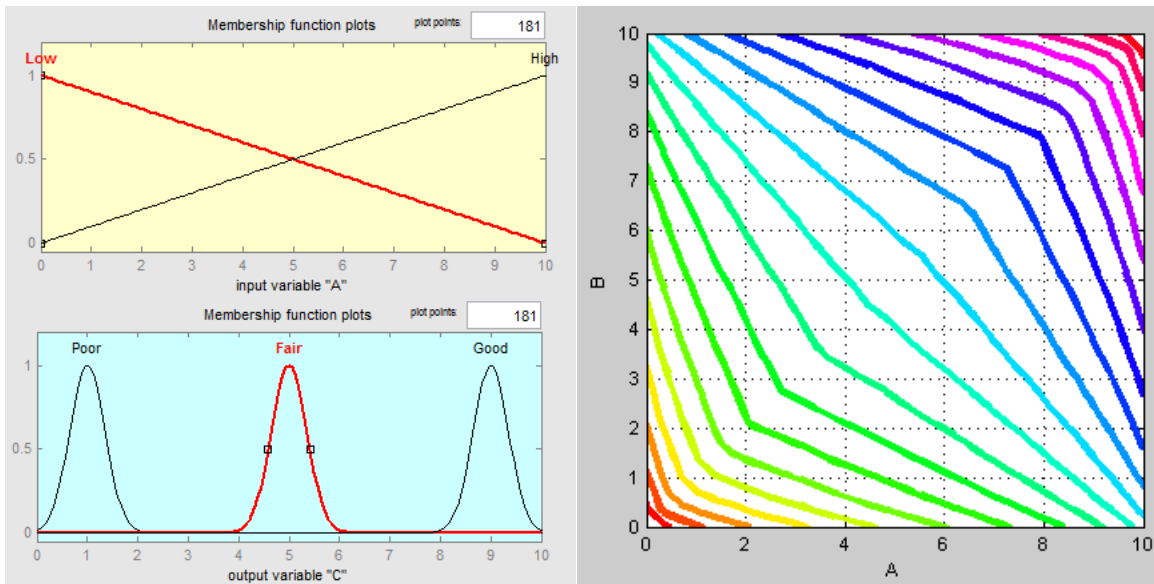 Membership function plots plot points: 181
Low High
1
0.5
0
0 1 2 3 4 5 6 7 8 9 10
input variable "A"
Membership function plots plot points: 181
Poor Fair Good
1
0.5
0
0 1 2 3 4 5 6 7 8 9 10
output variable "C"
10
9
8
7
6
5
4
3
2
1
0
B
0 2 4 6 8 10
A